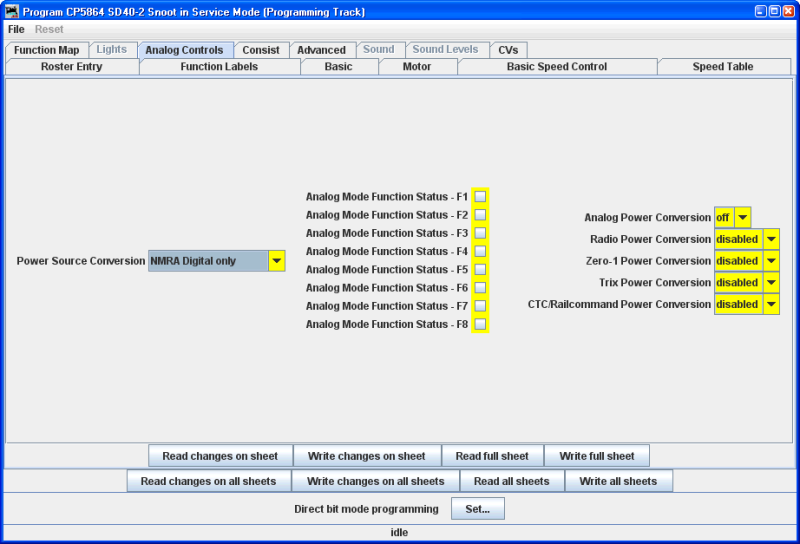 Program CP5864 SD40-2 Snoot in Service Mode (Programming Track)
File Reset
Function Map Lights Analog Controls Consist Advanced Sound Sound Levels CVs
Roster Entry Function Labels Basic Motor Basic Speed Control Speed Table
Power Source Conversion NMRA Digital only
Analog Mode Function Status - F1
Analog Mode Function Status - F2
Analog Mode Function Status - F3
Analog Mode Function Status - F4
Analog Mode Function Status - F5
Analog Mode Function Status - F6
Analog Mode Function Status - F7
Analog Mode Function Status - F8
Analog Power Conversion off
Radio Power Conversion disabled
Zero-1 Power Conversion disabled
Trix Power Conversion disabled
CTC/Railcommand Power Conversion disabled
Read changes on sheet Write changes on sheet Read full sheet Write full sheet
Read changes on all sheets Write changes on all sheets Read all sheets Write all sheets
Direct bit mode programming Set...
idle